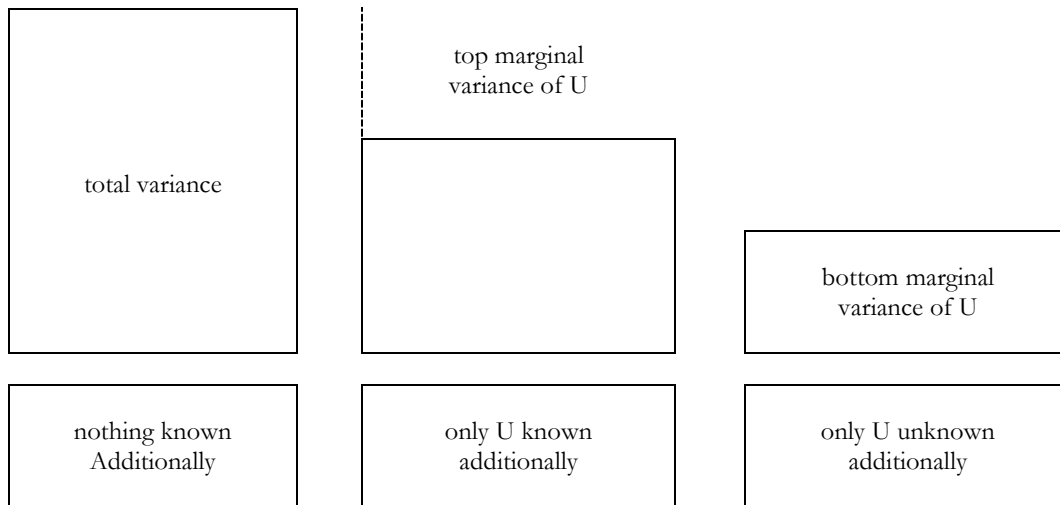 top marginal
variance of U
total variance
bottom marginal
variance of U
nothing known
Additionally
only U known
additionally
only U unknown
additionally